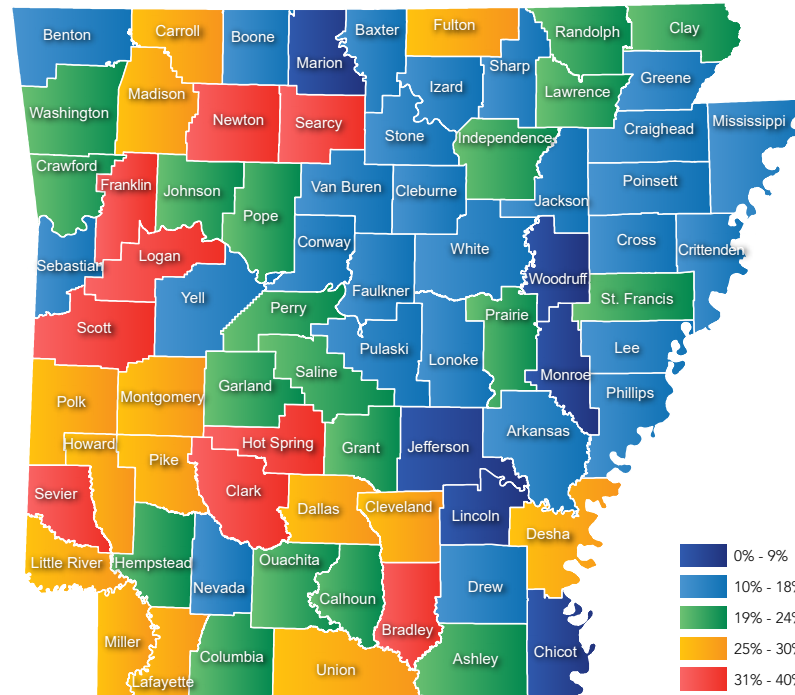 Benton
Carroll
Boone
Marion
Baxter
Fulton
Sharp
Randolph
Clay
Washington
Madison
Newton
Searcy
Izard
Stone
Lawrence
Greene
Independence
Craighead
Mississippi
Crawford
Franklin
Johnson
Pope
Van Buren
Cleburne
Jackson
Poinsett
Sebastian
Logan
Conway
Faulkner
White
Woodruff
Cross
Crittenden
Scott
Yell
Perry
Prairie
St. Francis
Pulaski
Lonoke
Monroe
Lee
Phillips
Polk
Montgomery
Garland
Saline
Howard
Pike
Hot Spring
Grant
Jefferson
Arkansas
Sevier
Clark
Dallas
Cleveland
Lincoln
Desha
Little River
Hempstead
Nevada
Ouachita
Calhoun
Bradley
Drew
Chicot
Miller
Lafayette
Columbia
Union
Ashley
0% - 9%
10% - 18%
19% - 24%
25% - 30%
31% - 40%